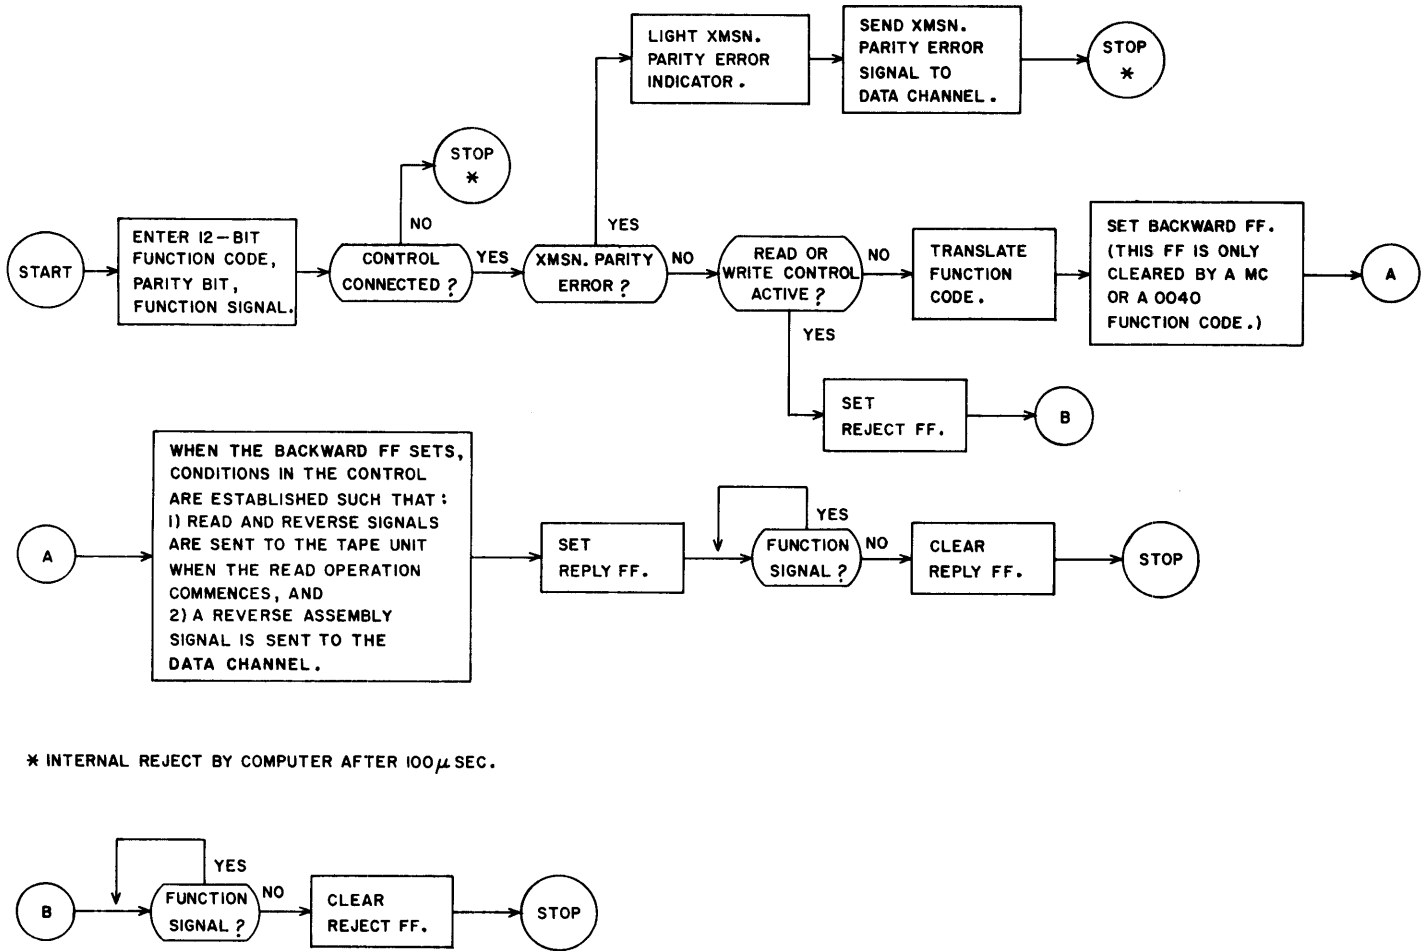 LIGHT XMSN.
PARITY ERROR
INDICATOR.
SEND XMSN.
PARITY ERROR
SIGNAL TO
DATA CHANNEL.
STOP
*
STOP
*
NO
YES
START
ENTER 12-BIT
FUNCTION CODE,
PARITY BIT,
FUNCTION SIGNAL.
CONTROL
CONNECTED?
YES
XMSN. PARITY
ERROR?
NO
READ OR
WRITE CONTROL
ACTIVE?
NO
TRANSLATE
FUNCTION
CODE.
SET BACKWARD FF.
(THIS FF IS ONLY
CLEARED BY A MC
OR A 0040
FUNCTION CODE.)
A
YES
SET
REJECT FF.
B
A
WHEN THE BACKWARD FF SETS,
CONDITIONS IN THE CONTROL
ARE ESTABLISHED SUCH THAT:
1) READ AND REVERSE SIGNALS
ARE SENT TO THE TAPE UNIT
WHEN THE READ OPERATION
COMMENCES, AND
2) A REVERSE ASSEMBLY
SIGNAL IS SENT TO THE
DATA CHANNEL.
SET
REPLY FF.
YES
FUNCTION
SIGNAL?
NO
CLEAR
REPLY FF.
STOP
* INTERNAL REJECT BY COMPUTER AFTER 100 μ SEC.
B
YES
FUNCTION
SIGNAL?
NO
CLEAR
REJECT FF.
STOP